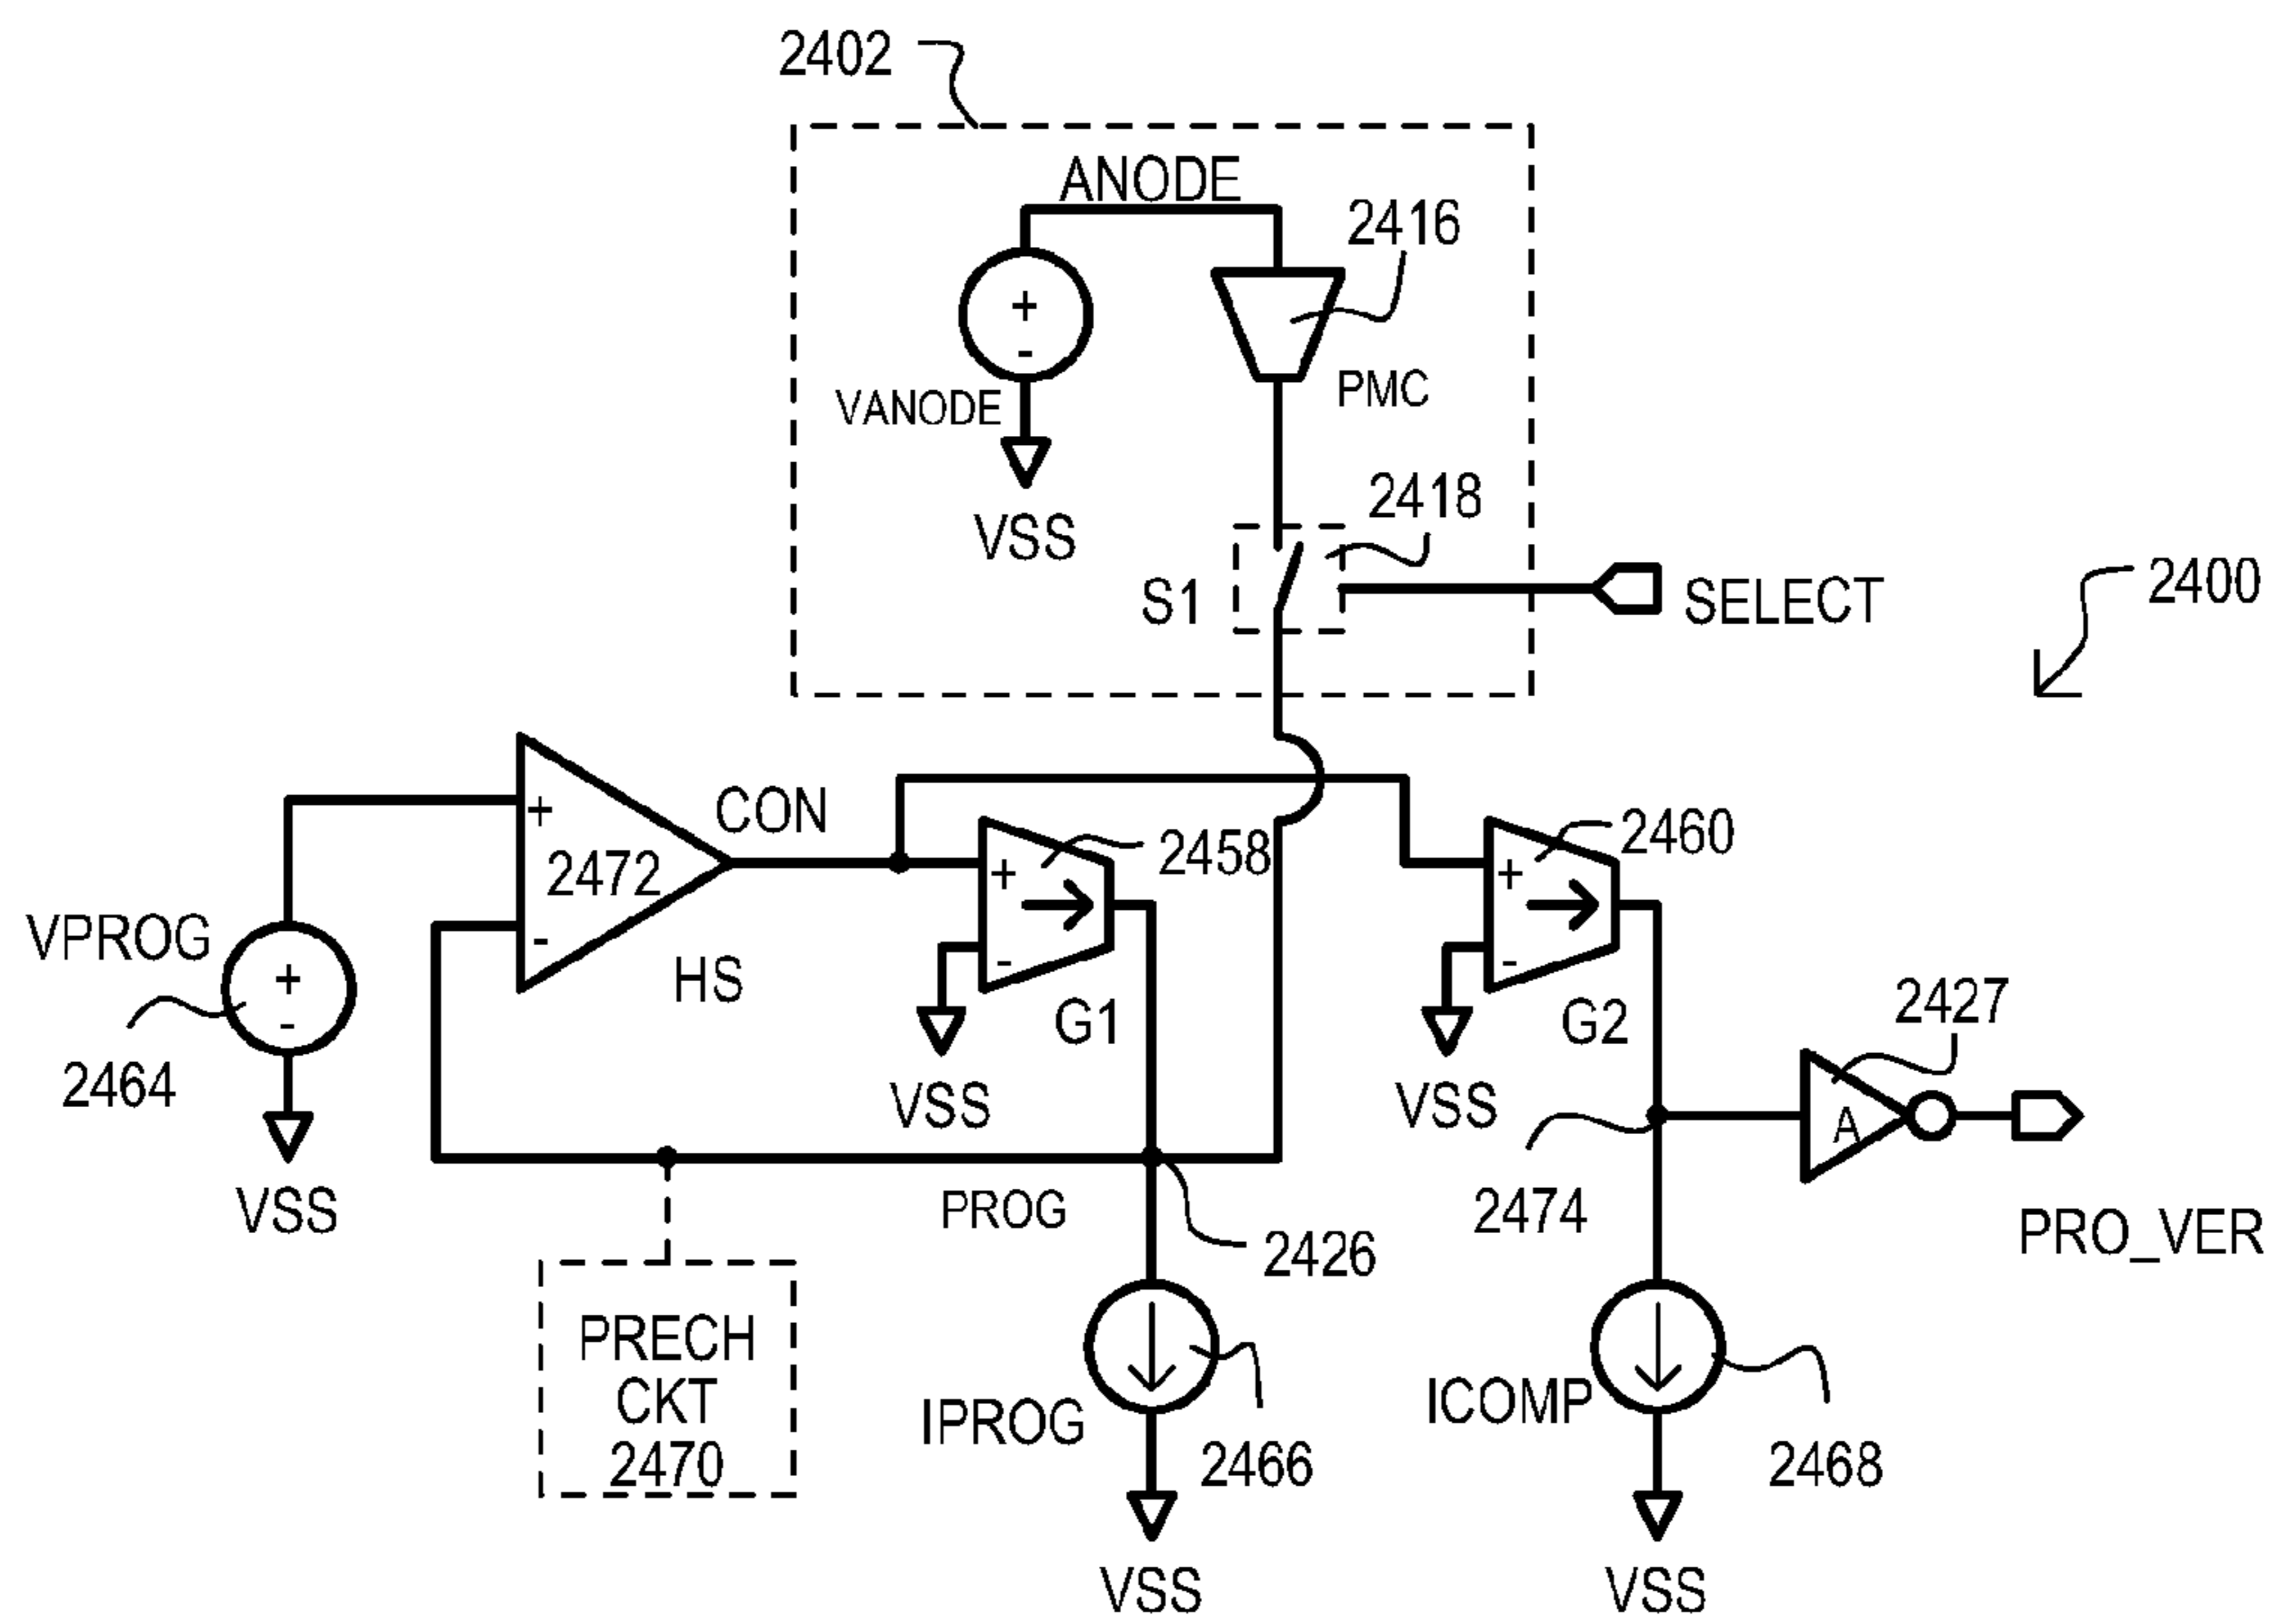 2402
ANODE
2416
+
-
VANODE
PMC
VSS
2418
S1
SELECT
2400
CON
+
2472
-
HS
2458
+
-
G1
VSS
2460
+
-
G2
VSS
VPROG
+
-
2464
VSS
2427
A
2474
PRO_VER
PROG
2426
PRECH
CKT
2470
IPROG
2466
VSS
ICOMP
2468
VSS